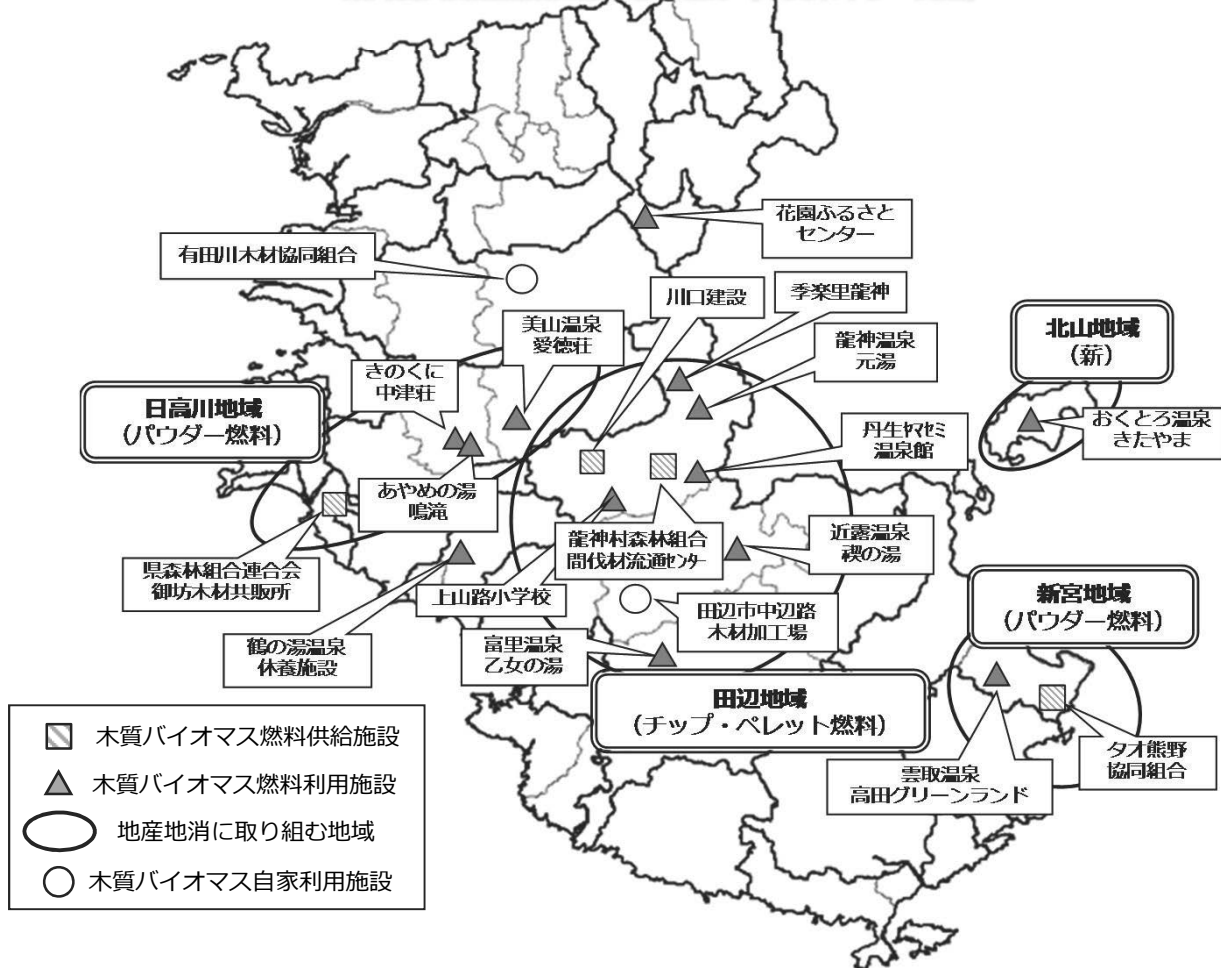 花園ふるさと
センター
有田川木材協同組合
川口建設
季楽里龍神
美山温泉
愛徳荘
龍神温泉
元湯
北山地域
（薪）
きのくに
中津荘
日高川地域
（パウダー燃料）
おくとろ温泉
きたやま
丹生ヤマセミ
温泉館
あやめの湯
鳴滝
龍神村森林組合
間伐材流通センター
近露温泉
禊の湯
県森林組合連合会
御坊木材共販所
上山路小学校
新宮地域
（パウダー燃料）
田辺市中辺路
木材加工場
鶴の湯温泉
休養施設
富里温泉
乙女の湯
田辺地域
（チップ・ペレット燃料）
タオ熊野
協同組合
雲取温泉
高田グリーンランド
木質バイオマス燃料供給施設
木質バイオマス燃料利用施設
地産地消に取り組む地域
木質バイオマス自家利用施設